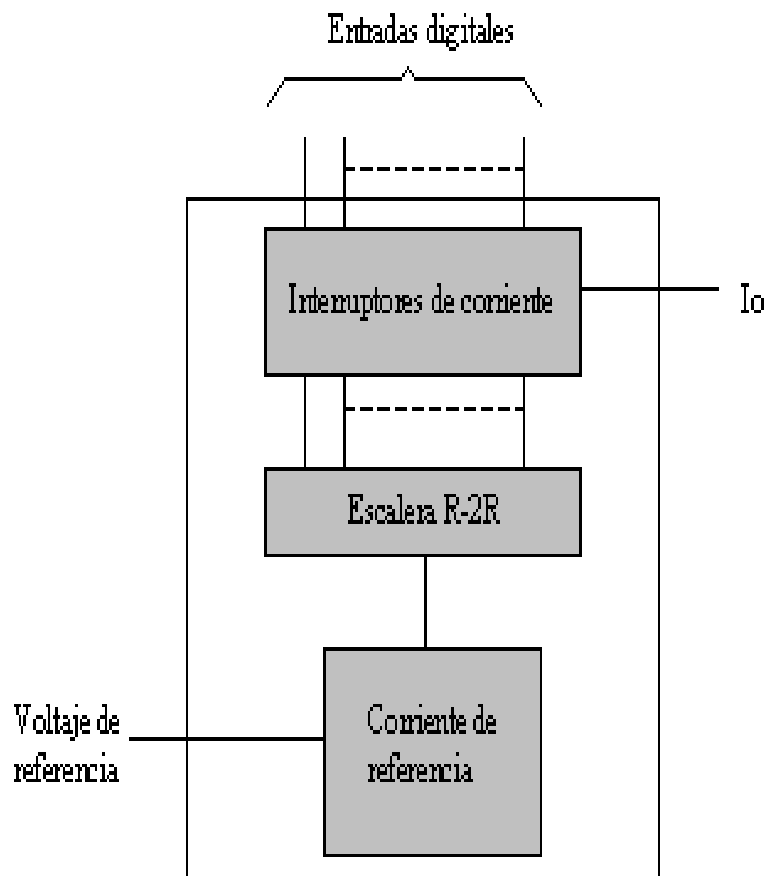 Entradas digitales
Interruptores de corriente
Io
Escalera R-2R
Voltaje de
referencia
Corriente de
referencia